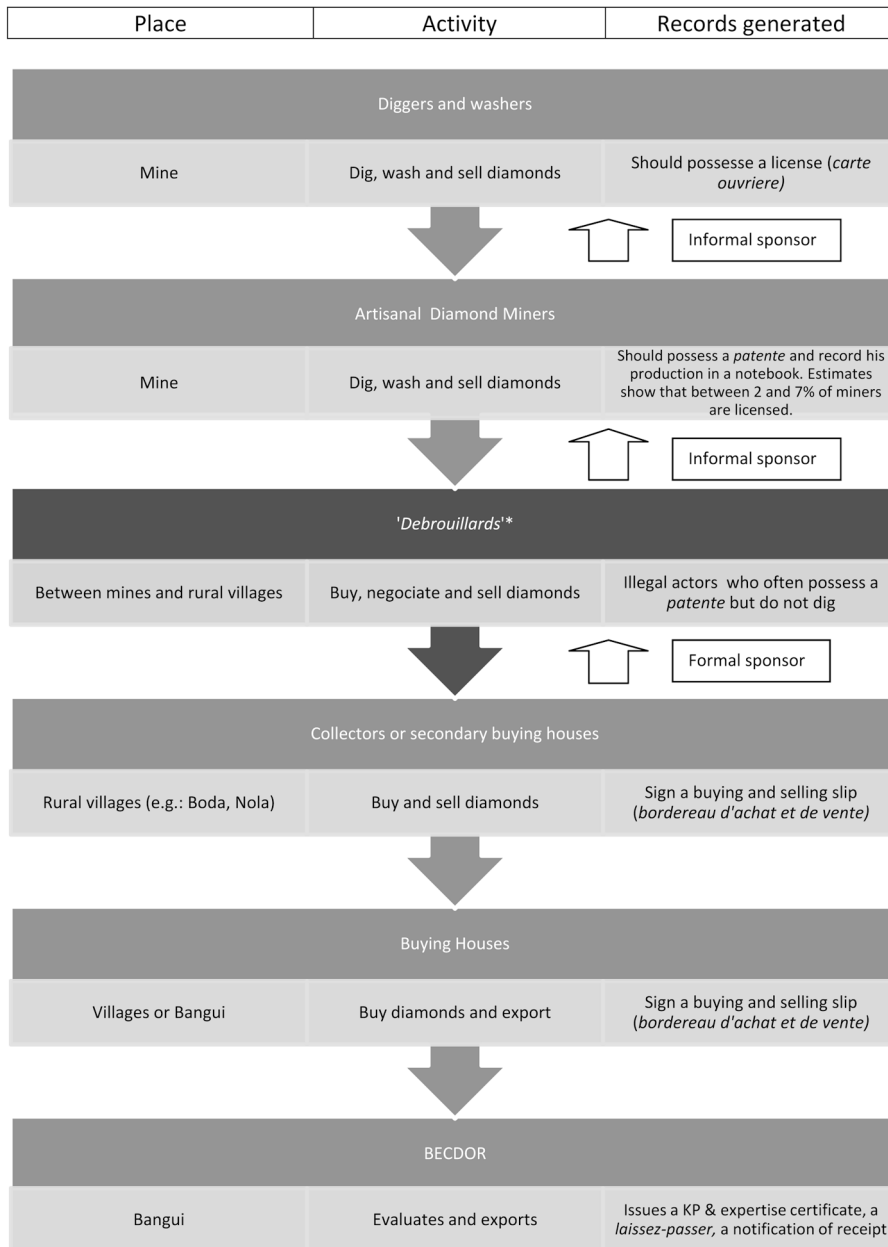 Place Activity Records generated
Diggers and washers
Mine Dig, wash and sell diamonds Should possesse a license (carte
ouvriere)
Informal sponsor
Artisanal  Diamond Miners
Mine Dig, wash and sell diamonds Should possess a patente and record his
production in a notebook. Estimates
show that between 2 and 7% of miners
are licensed.
Informal sponsor
'Debrouillards'*
Between mines and rural villages Buy, negociate and sell diamonds Illegal actors  who often possess a
patente but do not dig
Formal sponsor
Collectors or secondary buying houses
Rural villages (e.g.: Boda, Nola) Buy and sell diamonds Sign a buying and selling slip
(bordereau d'achat et de vente)
Buying Houses
Villages or Bangui Buy diamonds and export Sign a buying and selling slip
(bordereau d'achat et de vente)
BECDOR
Bangui Evaluates and exports Issues a KP & expertise certificate, a
laissez-passer, a notification of receipt